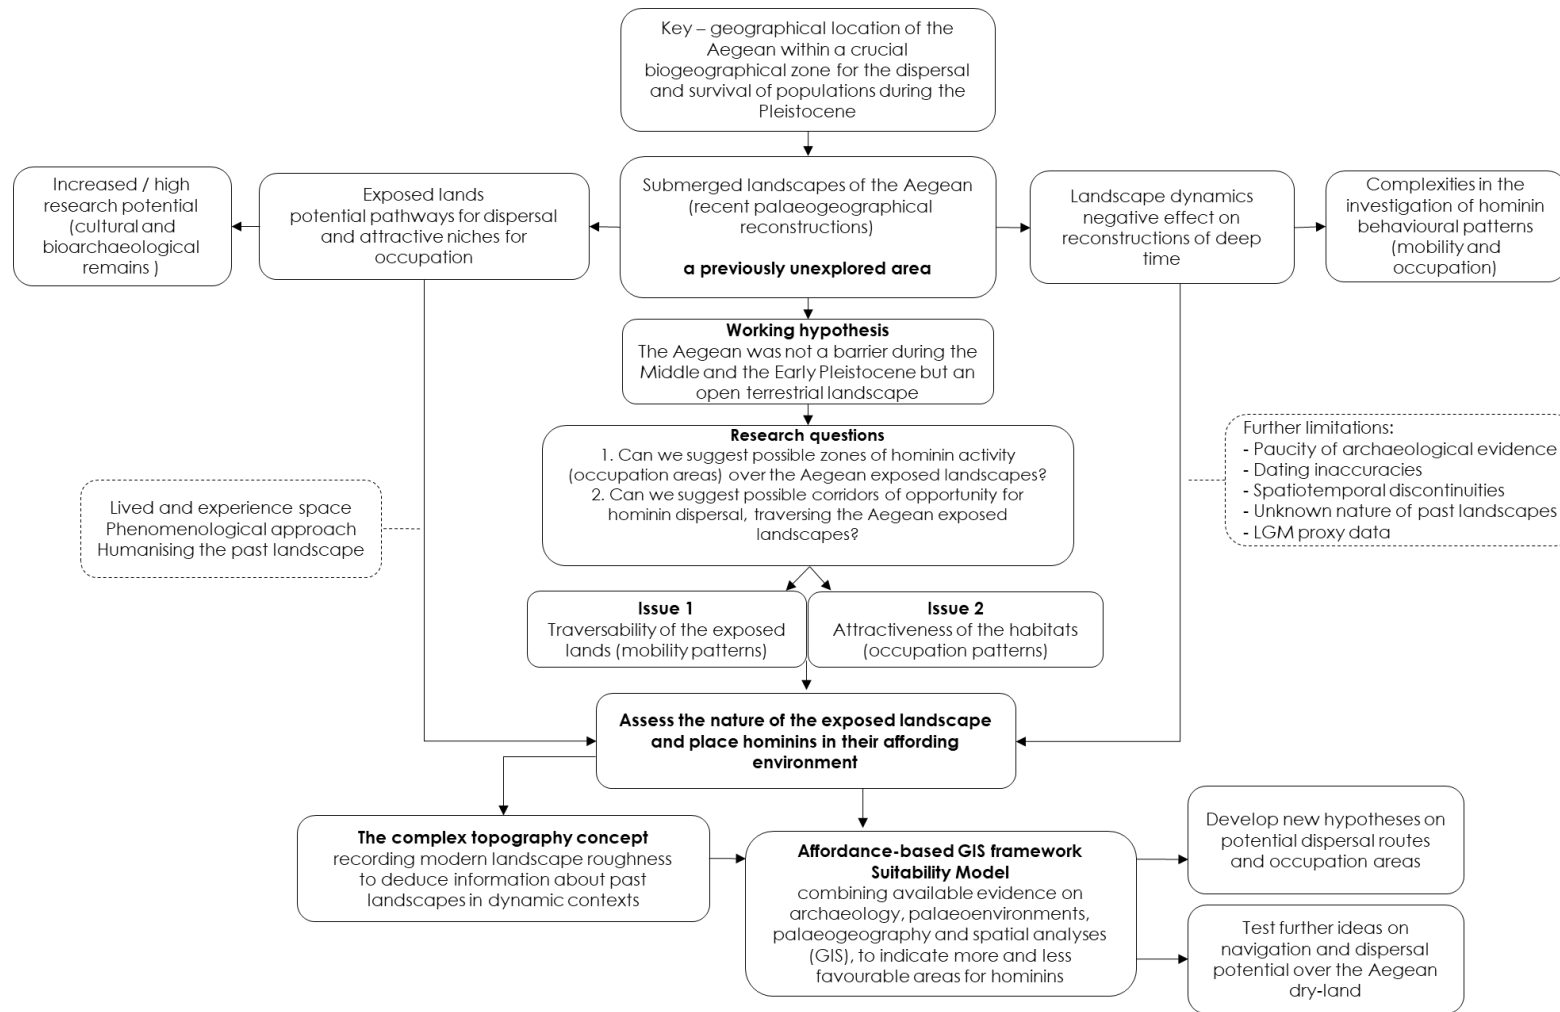 Key – geographical location of the
Aegean within a crucial
biogeographical zone for the dispersal
and survival of populations during the
Pleistocene
Increased / high
research potential
(cultural and
bioarchaeological
remains )
Exposed lands
potential pathways for dispersal
and attractive niches for
occupation
Submerged landscapes of the Aegean
(recent palaeogeographical
reconstructions)
a previously unexplored area
Landscape dynamics
negative effect on
reconstructions of deep
time
Complexities in the
investigation of hominin
behavioural patterns
(mobility and
occupation)
Working hypothesis
The Aegean was not a barrier during the
Middle and the Early Pleistocene but an
open terrestrial landscape
Research questions
1. Can we suggest possible zones of hominin activity
(occupation areas) over the Aegean exposed landscapes?
2. Can we suggest possible corridors of opportunity for
hominin dispersal, traversing the Aegean exposed
landscapes?
Lived and experience space
Phenomenological approach
Humanising the past landscape
Further limitations:
- Paucity of archaeological evidence
- Dating inaccuracies
- Spatiotemporal discontinuities
- Unknown nature of past landscapes
- LGM proxy data
Issue 1
Traversability of the exposed
lands (mobility patterns)
Issue 2
Attractiveness of the habitats
(occupation patterns)
Assess the nature of the exposed landscape
and place hominins in their affording
environment
The complex topography concept
recording modern landscape roughness
to deduce information about past
landscapes in dynamic contexts
Affordance-based GIS framework
Suitability Model
combining available evidence on
archaeology, palaeoenvironments,
palaeogeography and spatial analyses
(GIS), to indicate more and less
favourable areas for hominins
Develop new hypotheses on
potential dispersal routes
and occupation areas
Test further ideas on
navigation and dispersal
potential over the Aegean
dry-land